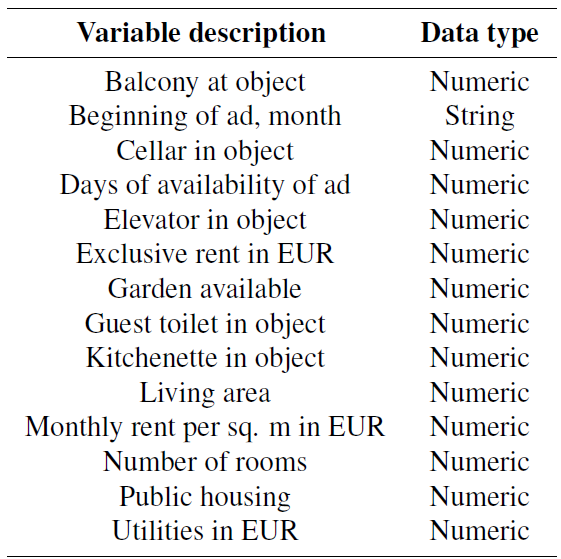 Variable description Data type
Balcony at object Numeric
Beginning of ad, month String
Cellar in object Numeric
Days of availability of ad Numeric
Elevator in object Numeric
Exclusive rent in EUR Numeric
Garden available Numeric
Guest toilet in object Numeric
Kitchenette in object Numeric
Living area Numeric
Monthly rent per sq. m in EUR Numeric
Number of rooms Numeric
Public housing Numeric
Utilities in EUR Numeric